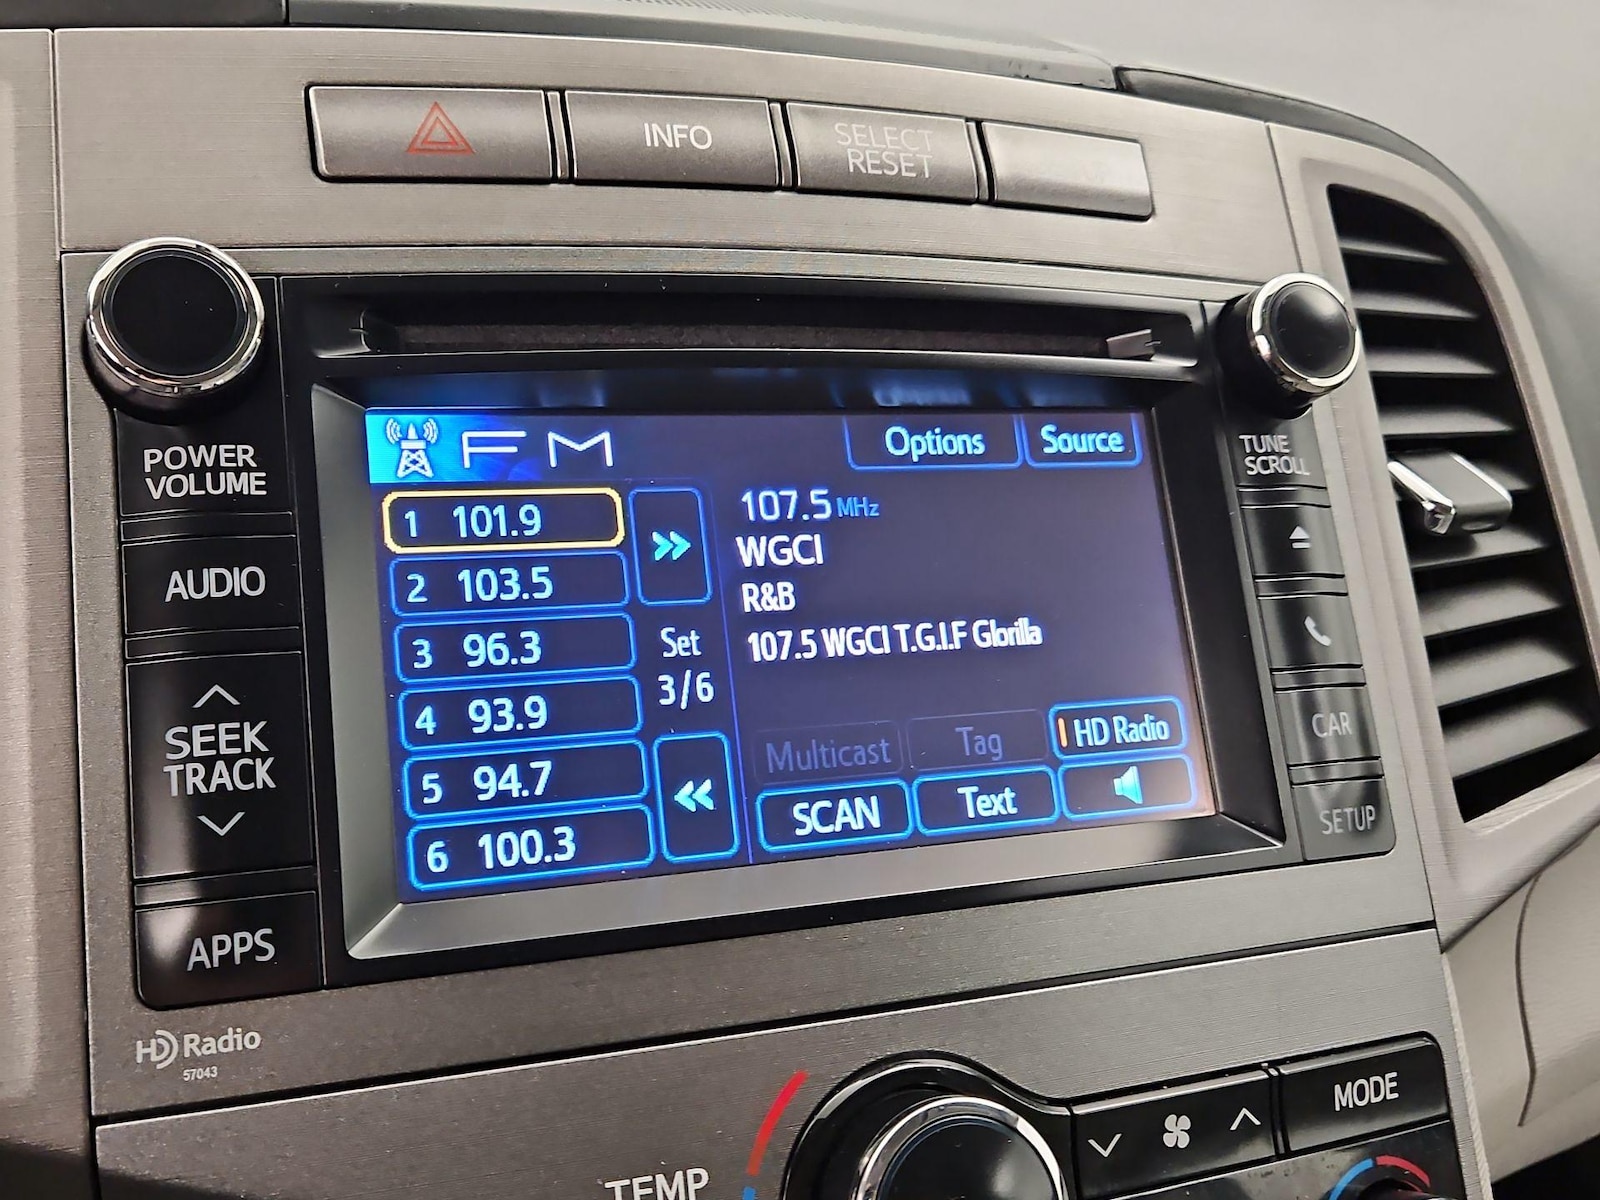 INFO
SELECT
RESET
POWER
VOLUME
AUDIO
SEEK
TRACK
APPS
HD Radio
57043
FM
Options
Source
1 101.9
2 103.5
3 96.3
4 93.9
5 94.7
6 100.3
Set
3/6
107.5 MHz
WGCI
R&B
107.5 WGCI T.G.I.F Glorilla
Multicast
Tag
HD Radio
SCAN
Text
TUNE
SCROLL
CAR
SETUP
TEMP
MODE